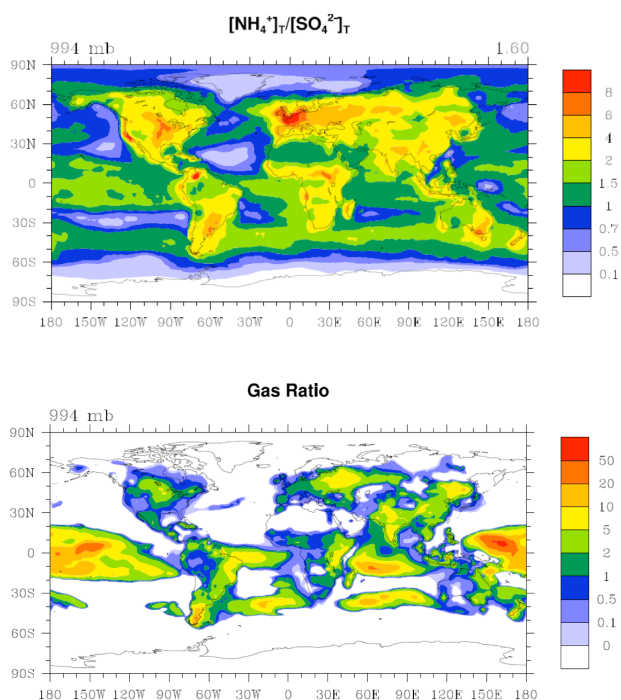 [NH₄⁺]T/[SO₄²⁻]T
994 mb 1.60
90N
60N
30N
0
30S
60S
90S
180 150W 120W 90W 60W 30W 0 30E 60E 90E 120E 150E 180
8
6
4
2
1.5
1
0.7
0.5
0.1
Gas Ratio
994 mb
90N
60N
30N
0
30S
60S
90S
180 150W 120W 90W 60W 30W 0 30E 60E 90E 120E 150E 180
50
20
10
5
2
1
0.5
0.1
0